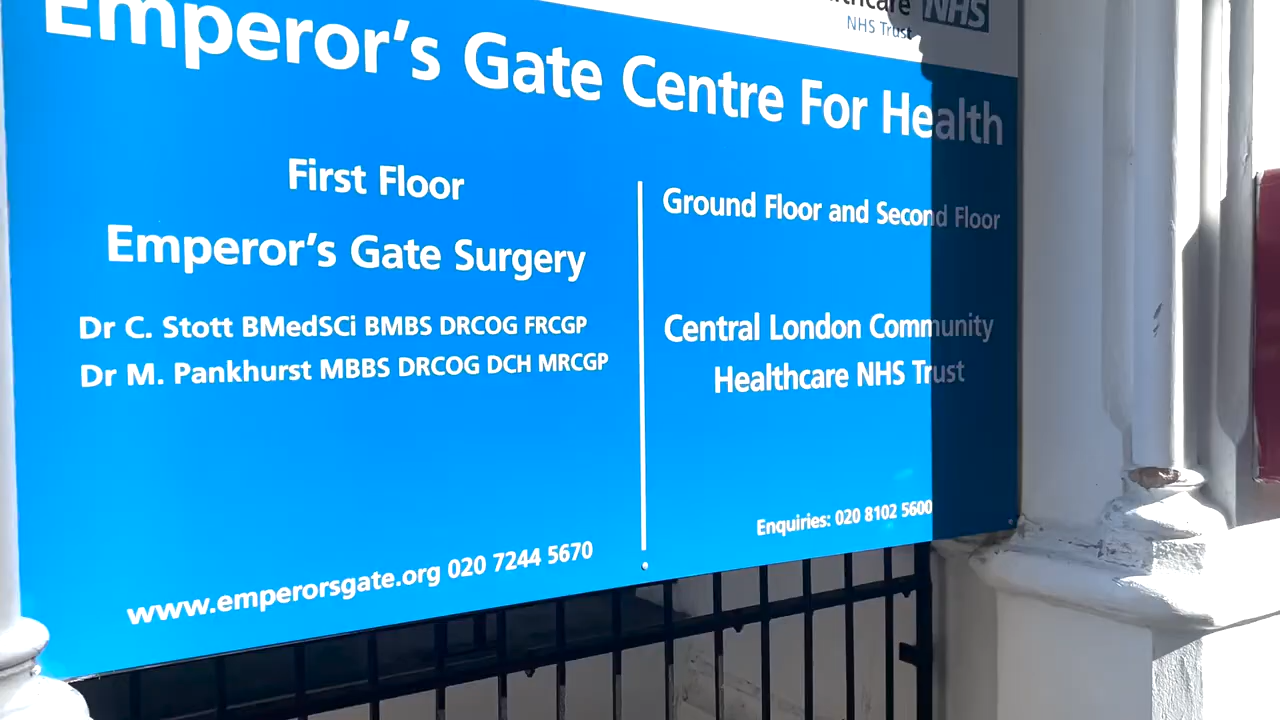 NHS
NHS Trust
Emperor's Gate Centre For Health
First Floor
Emperor's Gate Surgery
Dr C. Stott BMedSCi BMBS DRCOG FRCGP
Dr M. Pankhurst MBBS DRCOG DCH MRCGP
www.emperorsgate.org 020 7244 5670
Ground Floor and Second Floor
Central London Community
Healthcare NHS Trust
Enquiries: 020 8102 5600